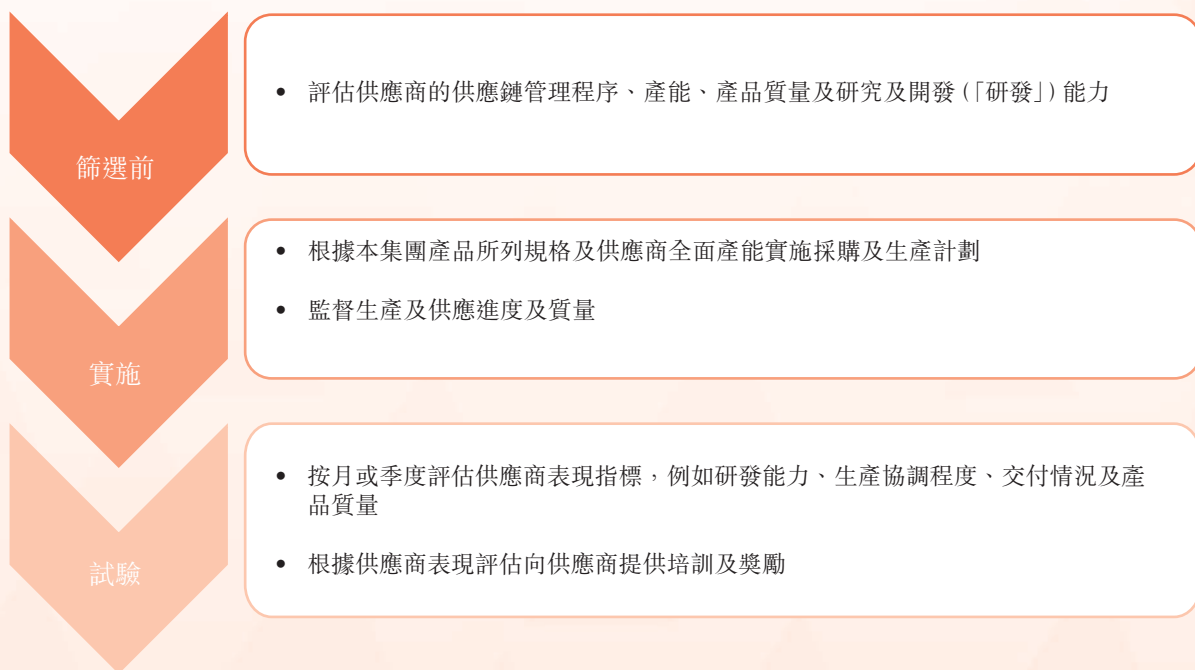 篩選前
• 評估供應商的供應鏈管理程序、產能、產品質量及研究及開發(「研發」)能力
實施
• 根據本集團產品所列規格及供應商全面產能實施採購及生產計劃
• 監督生產及供應進度及質量
試驗
• 按月或季度評估供應商表現指標，例如研發能力、生產協調程度、交付情況及產
品質量
• 根據供應商表現評估向供應商提供培訓及獎勵